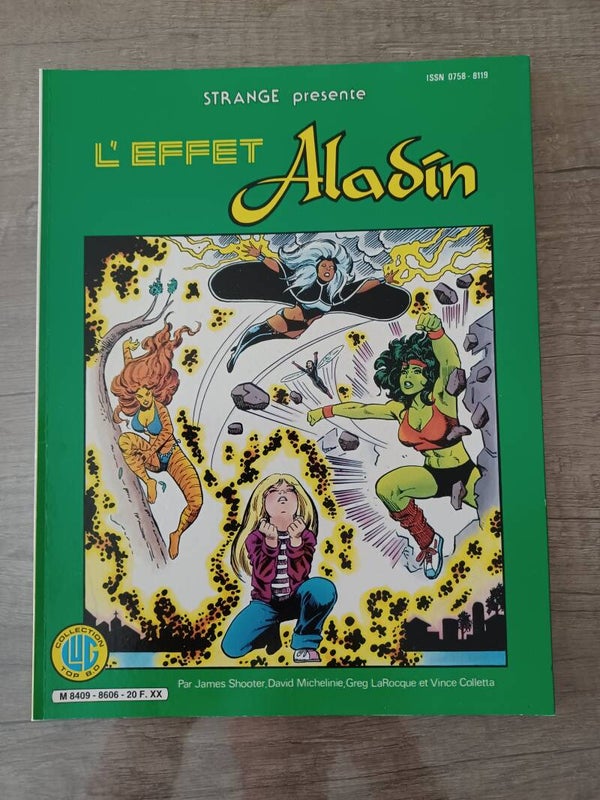 ISSN 0758 - 8119
STRANGE presente
L'EFFET
Aladin
COLLECTION
LUG
TOP B.D
M 8409 - 8606 - 20 F. XX
Par James Shooter, David Michelinie, Greg LaRocque et Vince Colletta